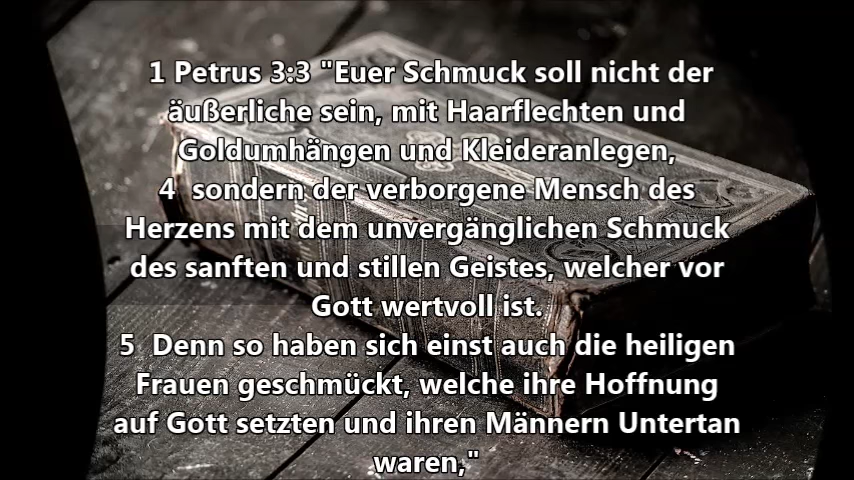 1 Petrus 3:3 "Euer Schmuck soll nicht der
äußerliche sein, mit Haarflechten und
Goldumhängen und Kleideranlegen,
4  sondern der verborgene Mensch des
Herzens mit dem unvergänglichen Schmuck
des sanften und stillen Geistes, welcher vor
Gott wertvoll ist.
5  Denn so haben sich einst auch die heiligen
Frauen geschmückt, welche ihre Hoffnung
auf Gott setzten und ihren Männern Untertan
waren,"